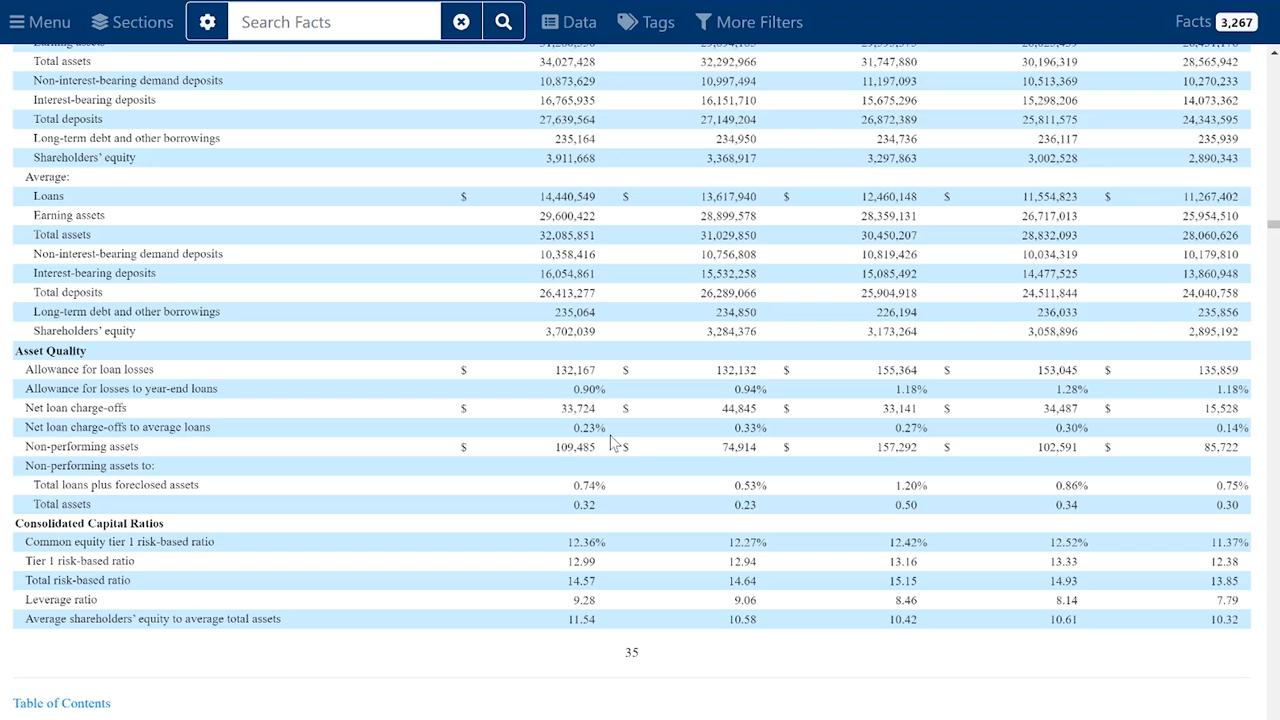 Menu Sections Search Facts Data Tags More Filters Facts 3,267
Total assets 34,027,428 32,292,966 31,747,880 30,196,319 28,565,942
Non-interest-bearing demand deposits 10,873,629 10,997,494 11,197,093 10,513,369 10,270,233
Interest-bearing deposits 16,765,935 16,151,710 15,675,296 15,298,206 14,073,362
Total deposits 27,639,564 27,149,204 26,872,389 25,811,575 24,343,595
Long-term debt and other borrowings 235,164 234,950 234,736 236,117 235,939
Shareholders' equity 3,911,668 3,368,917 3,297,863 3,002,528 2,890,343
Average:
Loans $ 14,440,549 $ 13,617,940 $ 12,460,148 $ 11,554,823 $ 11,267,402
Earning assets 29,600,422 28,899,578 28,359,131 26,717,013 25,954,510
Total assets 32,085,851 31,029,850 30,450,207 28,832,093 28,060,626
Non-interest-bearing demand deposits 10,358,416 10,756,808 10,819,426 10,034,319 10,179,810
Interest-bearing deposits 16,054,861 15,532,258 15,085,492 14,477,525 13,860,948
Total deposits 26,413,277 26,289,066 25,904,918 24,511,844 24,040,758
Long-term debt and other borrowings 235,064 234,850 226,194 236,033 235,856
Shareholders' equity 3,702,039 3,284,376 3,173,264 3,058,896 2,895,192
Asset Quality
Allowance for loan losses $ 132,167 $ 132,132 $ 155,364 $ 153,045 $ 135,859
Allowance for losses to year-end loans 0.90% 0.94% 1.18% 1.28% 1.18%
Net loan charge-offs $ 33,724 $ 44,845 $ 33,141 $ 34,487 $ 15,528
Net loan charge-offs to average loans 0.23% 0.33% 0.27% 0.30% 0.14%
Non-performing assets $ 109,485 $ 74,914 $ 157,292 $ 102,591 $ 85,722
Non-performing assets to:
Total loans plus foreclosed assets 0.74% 0.53% 1.20% 0.86% 0.75%
Total assets 0.32 0.23 0.50 0.34 0.30
Consolidated Capital Ratios
Common equity tier 1 risk-based ratio 12.36% 12.27% 12.42% 12.52% 11.37%
Tier 1 risk-based ratio 12.99 12.94 13.16 13.33 12.38
Total risk-based ratio 14.57 14.64 15.15 14.93 13.85
Leverage ratio 9.28 9.06 8.46 8.14 7.79
Average shareholders' equity to average total assets 11.54 10.58 10.42 10.61 10.32
35
Table of Contents